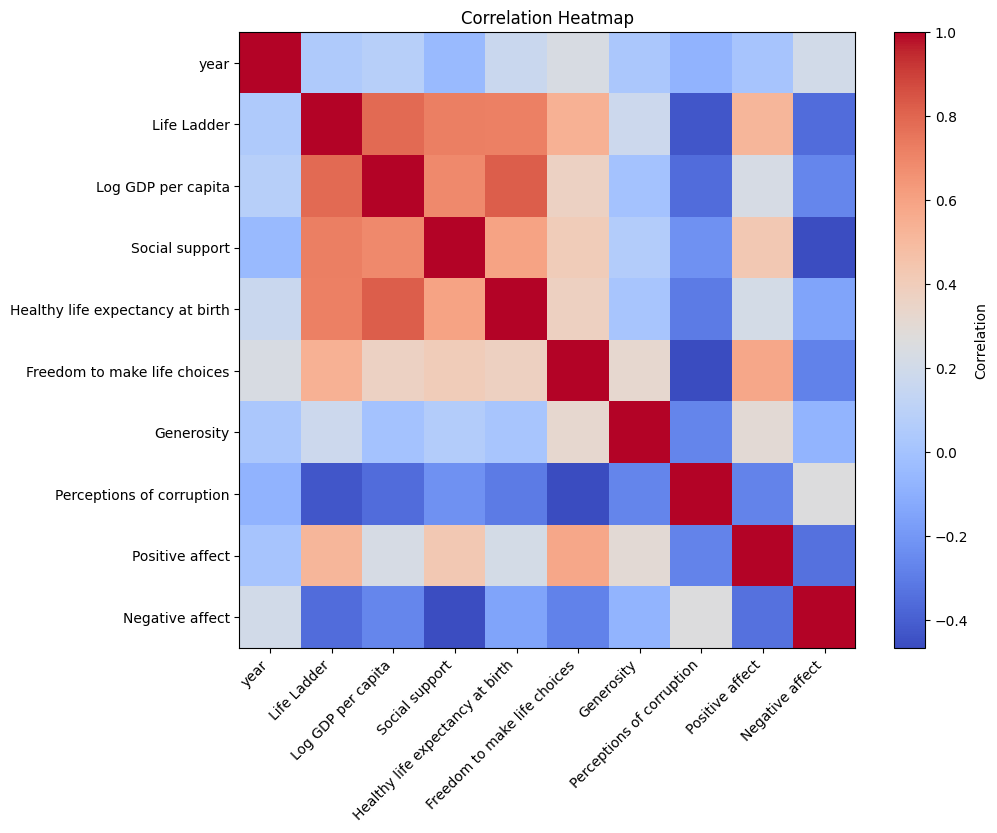 Correlation Heatmap
year
Life Ladder
Log GDP per capita
Social support
Healthy life expectancy at birth
Freedom to make life choices
Generosity
Perceptions of corruption
Positive affect
Negative affect
year
Life Ladder
Log GDP per capita
Social support
Healthy life expectancy at birth
Freedom to make life choices
Generosity
Perceptions of corruption
Positive affect
Negative affect
1.0
0.8
0.6
0.4
0.2
0.0
−0.2
−0.4
Correlation